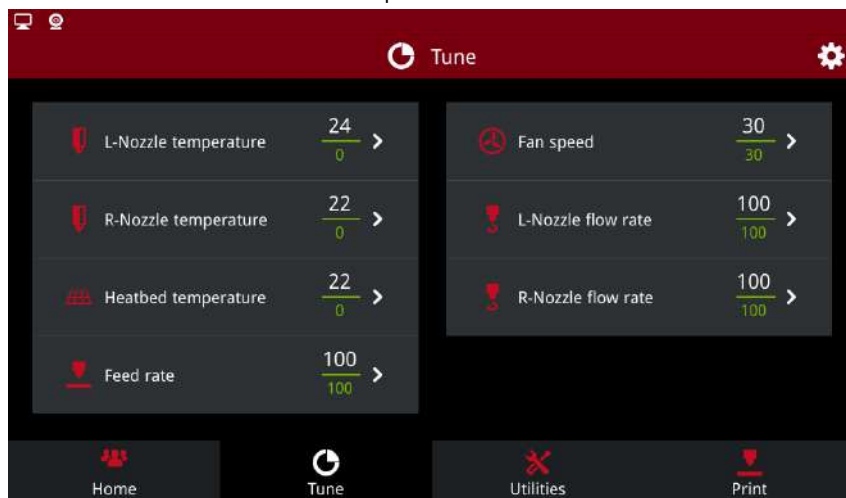 Tune
L-Nozzle temperature
24
0
R-Nozzle temperature
22
0
Heatbed temperature
22
0
Feed rate
100
100
Fan speed
30
30
L-Nozzle flow rate
100
100
R-Nozzle flow rate
100
100
Home
Tune
Utilities
Print